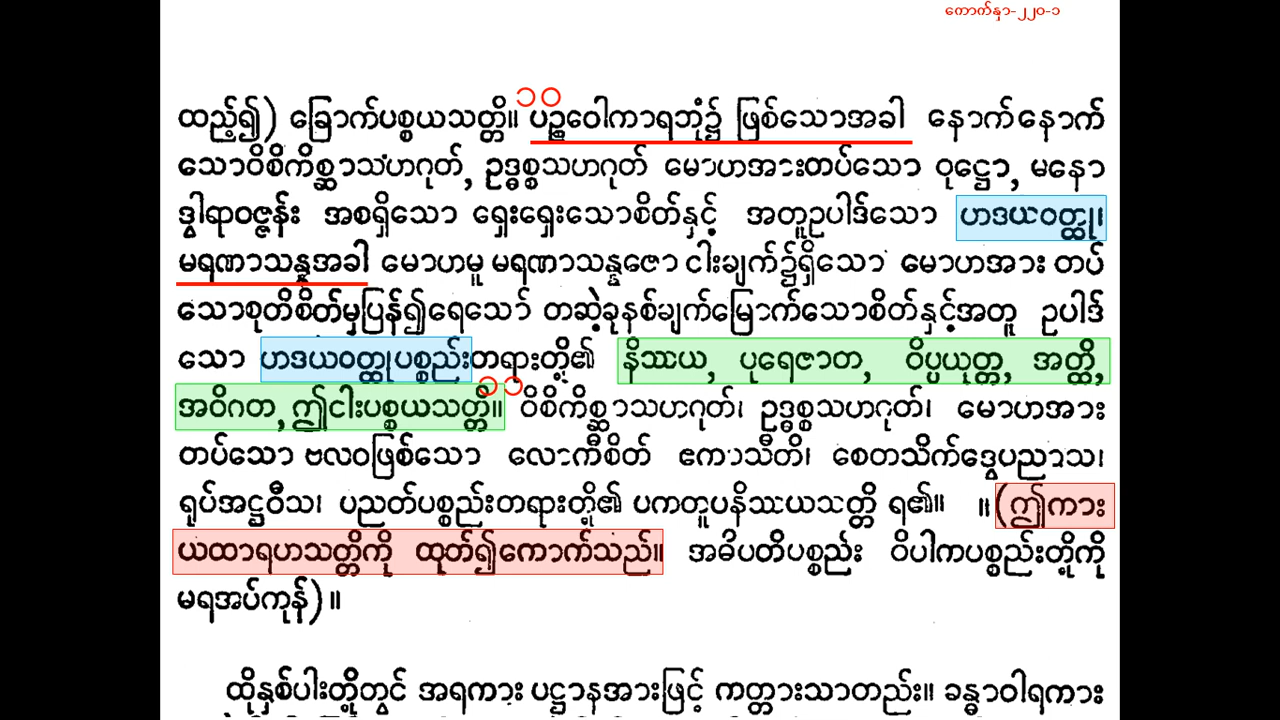 ကောက်နှာ-၂၂၀-၁
၁၀
ထည့်၍) ခြောက်ပစ္စယသတ္တိ။ ပဉ္စဝေါကာရဘုံ၌ ဖြစ်သောအခါ နောက်နောက်
သောဝိစိကိစ္ဆာသဟဂုတ်, ဥဒ္ဓစ္စသဟဂုတ် မောဟအားတပ်သော ဝုဋ္ဌော, မနော
ဒွါရာဝဇ္ဇန်း အစရှိသော ရှေးရှေးသောစိတ်နှင့် အတူဥပါဒ်သော ဟဒယဝတ္ထု၊
မရဏာသန္နအခါ မောဟမူ မရဏာသန္နဇော ငါးချက်၌ရှိသော မောဟအား တပ်
သောစုတိစိတ်မှပြန်၍ရေသော် တဆဲ့ခုနစ်ချက်မြောက်သောစိတ်နှင့်အတူ ဥပါဒ်
သော ဟဒယဝတ္ထုပစ္စည်းတရားတို့၏ နိဿယ, ပုရေဇာတ, ဝိပ္ပယုတ္တ, အတ္ထိ,
၁၁
အဝိဂတ, ဤငါးပစ္စယသတ္တိ။ ဝိစိကိစ္ဆာသဟဂုတ်၊ ဥဒ္ဓစ္စသဟဂုတ်၊ မောဟအား
တပ်သော ဗလဝဖြစ်သော လောကီစိတ် ဧကာသီတိ၊ စေတသိက်ဒွေပညာသ၊
ရုပ်အဋ္ဌဝီသ၊ ပညတ်ပစ္စည်းတရားတို့၏ ပကတူပနိဿယသတ္တိ ရ၏။ ။(ဤကား
ယထာရဟသတ္တိကို ထုတ်၍ကောက်သည်။ အဓိပတိပစ္စည်း ဝိပါကပစ္စည်းတို့ကို
မရအပ်ကုန်)။
ထိုနှစ်ပါးတို့တွင် အရကား ပဋ္ဌာနအားဖြင့် ကတ္တားသာတည်း။ ခန္ဓာဝါရကား